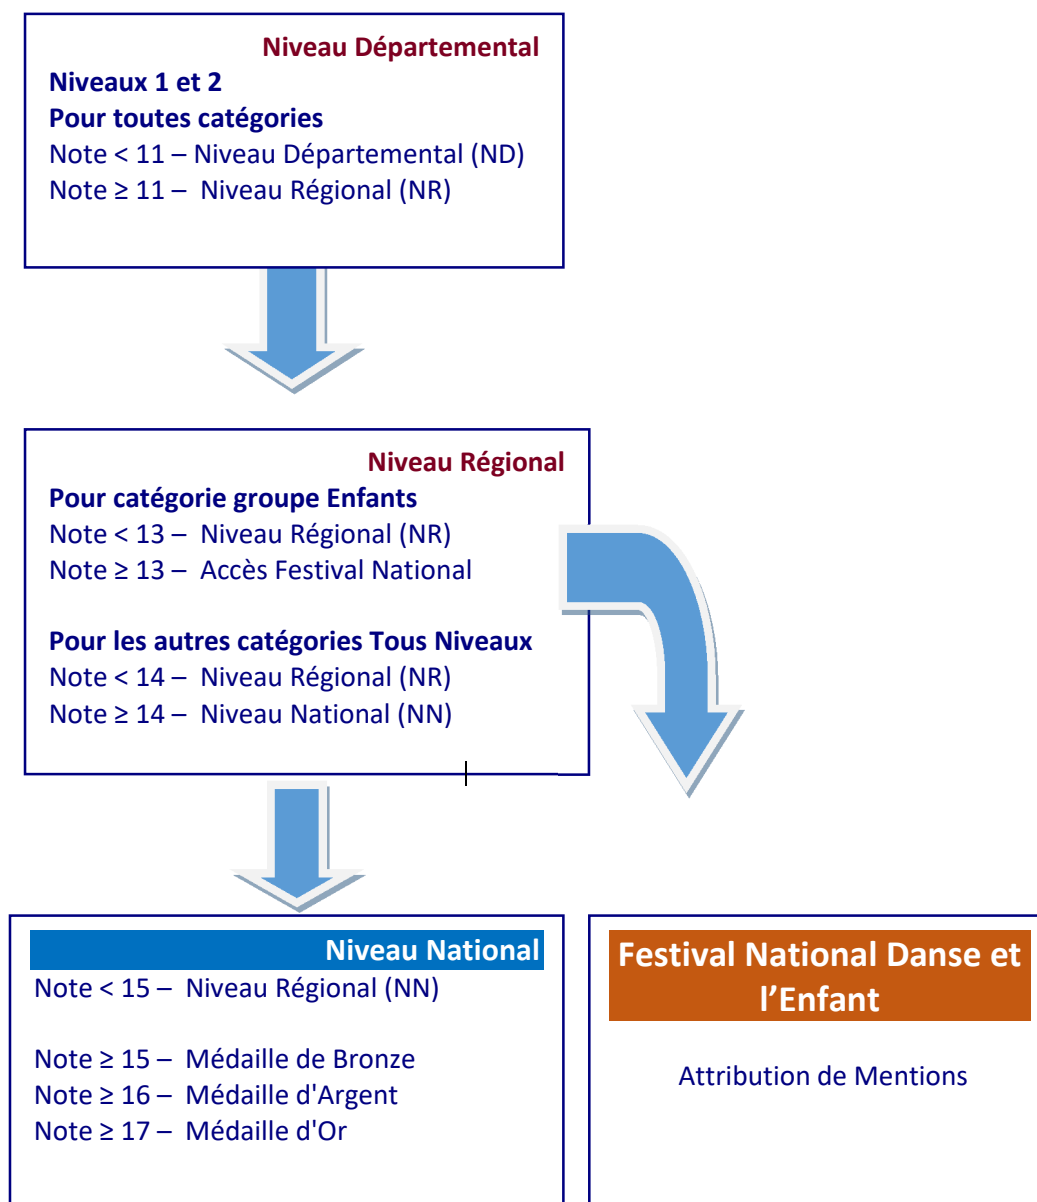 Niveau Départemental
Niveaux 1 et 2
Pour toutes catégories
Note < 11 – Niveau Départemental (ND)
Note ≥ 11 – Niveau Régional (NR)
Niveau Régional
Pour catégorie groupe Enfants
Note < 13 – Niveau Régional (NR)
Note ≥ 13 – Accès Festival National
Pour les autres catégories Tous Niveaux
Note < 14 – Niveau Régional (NR)
Note ≥ 14 – Niveau National (NN)
Niveau National
Note < 15 – Niveau Régional (NN)
Note ≥ 15 – Médaille de Bronze
Note ≥ 16 – Médaille d'Argent
Note ≥ 17 – Médaille d'Or
Festival National Danse et
l’Enfant
Attribution de Mentions